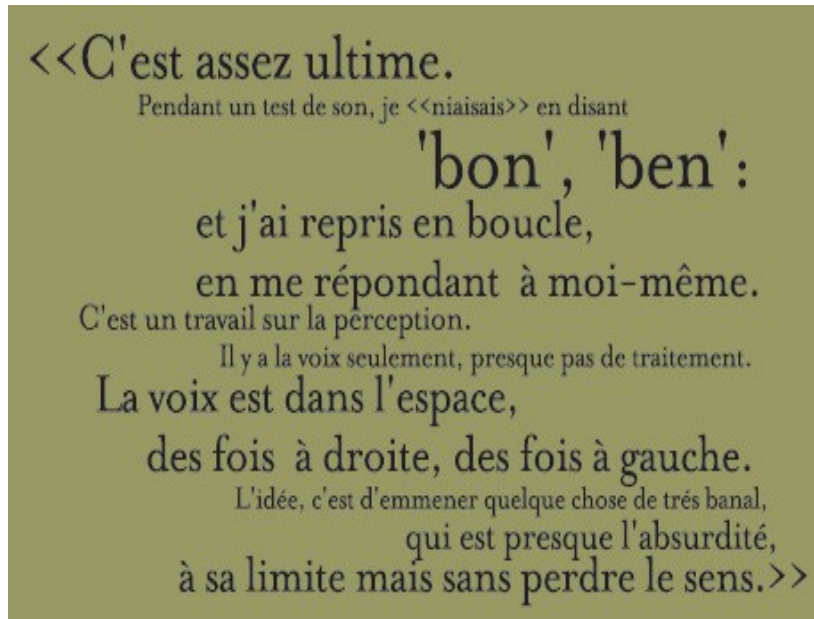 <<C'est assez ultime.
Pendant un test de son, je <<niaisais>> en disant
'bon', 'ben':
et j'ai repris en boucle,
en me répondant à moi-même.
C'est un travail sur la perception.
Il y a la voix seulement, presque pas de traitement.
La voix est dans l'espace,
des fois à droite, des fois à gauche.
L'idée, c'est d'emmener quelque chose de trés banal,
qui est presque l'absurdité,
à sa limite mais sans perdre le sens.>>